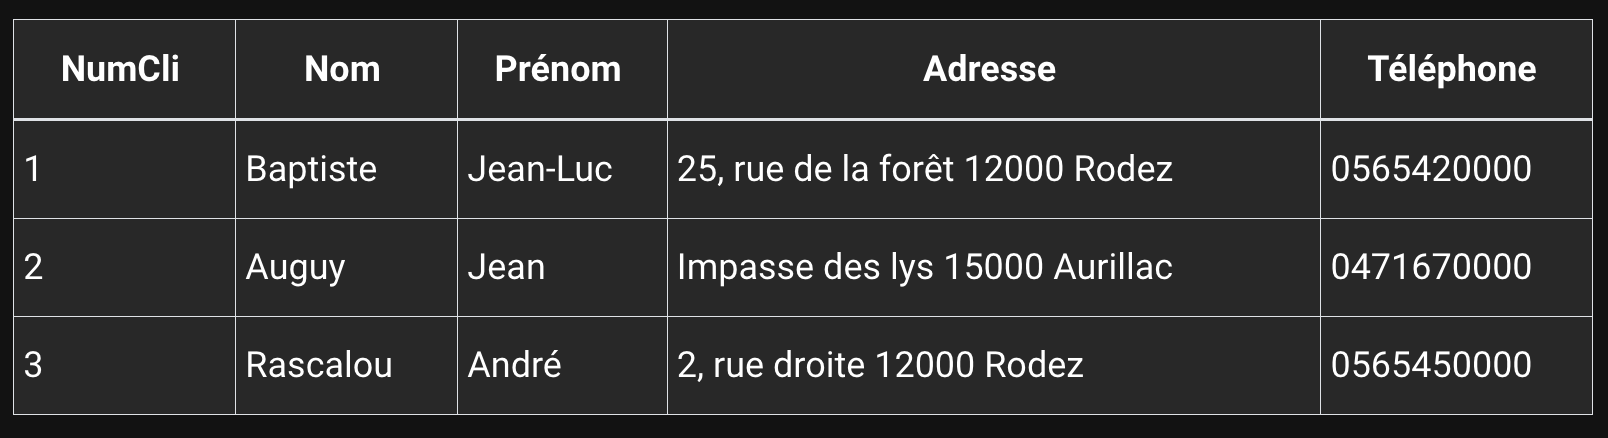 NumCli Nom Prénom Adresse Téléphone
1 Baptiste Jean-Luc 25, rue de la forêt 12000 Rodez 0565420000
2 Auguy Jean Impasse des lys 15000 Aurillac 0471670000
3 Rascalou André 2, rue droite 12000 Rodez 0565450000